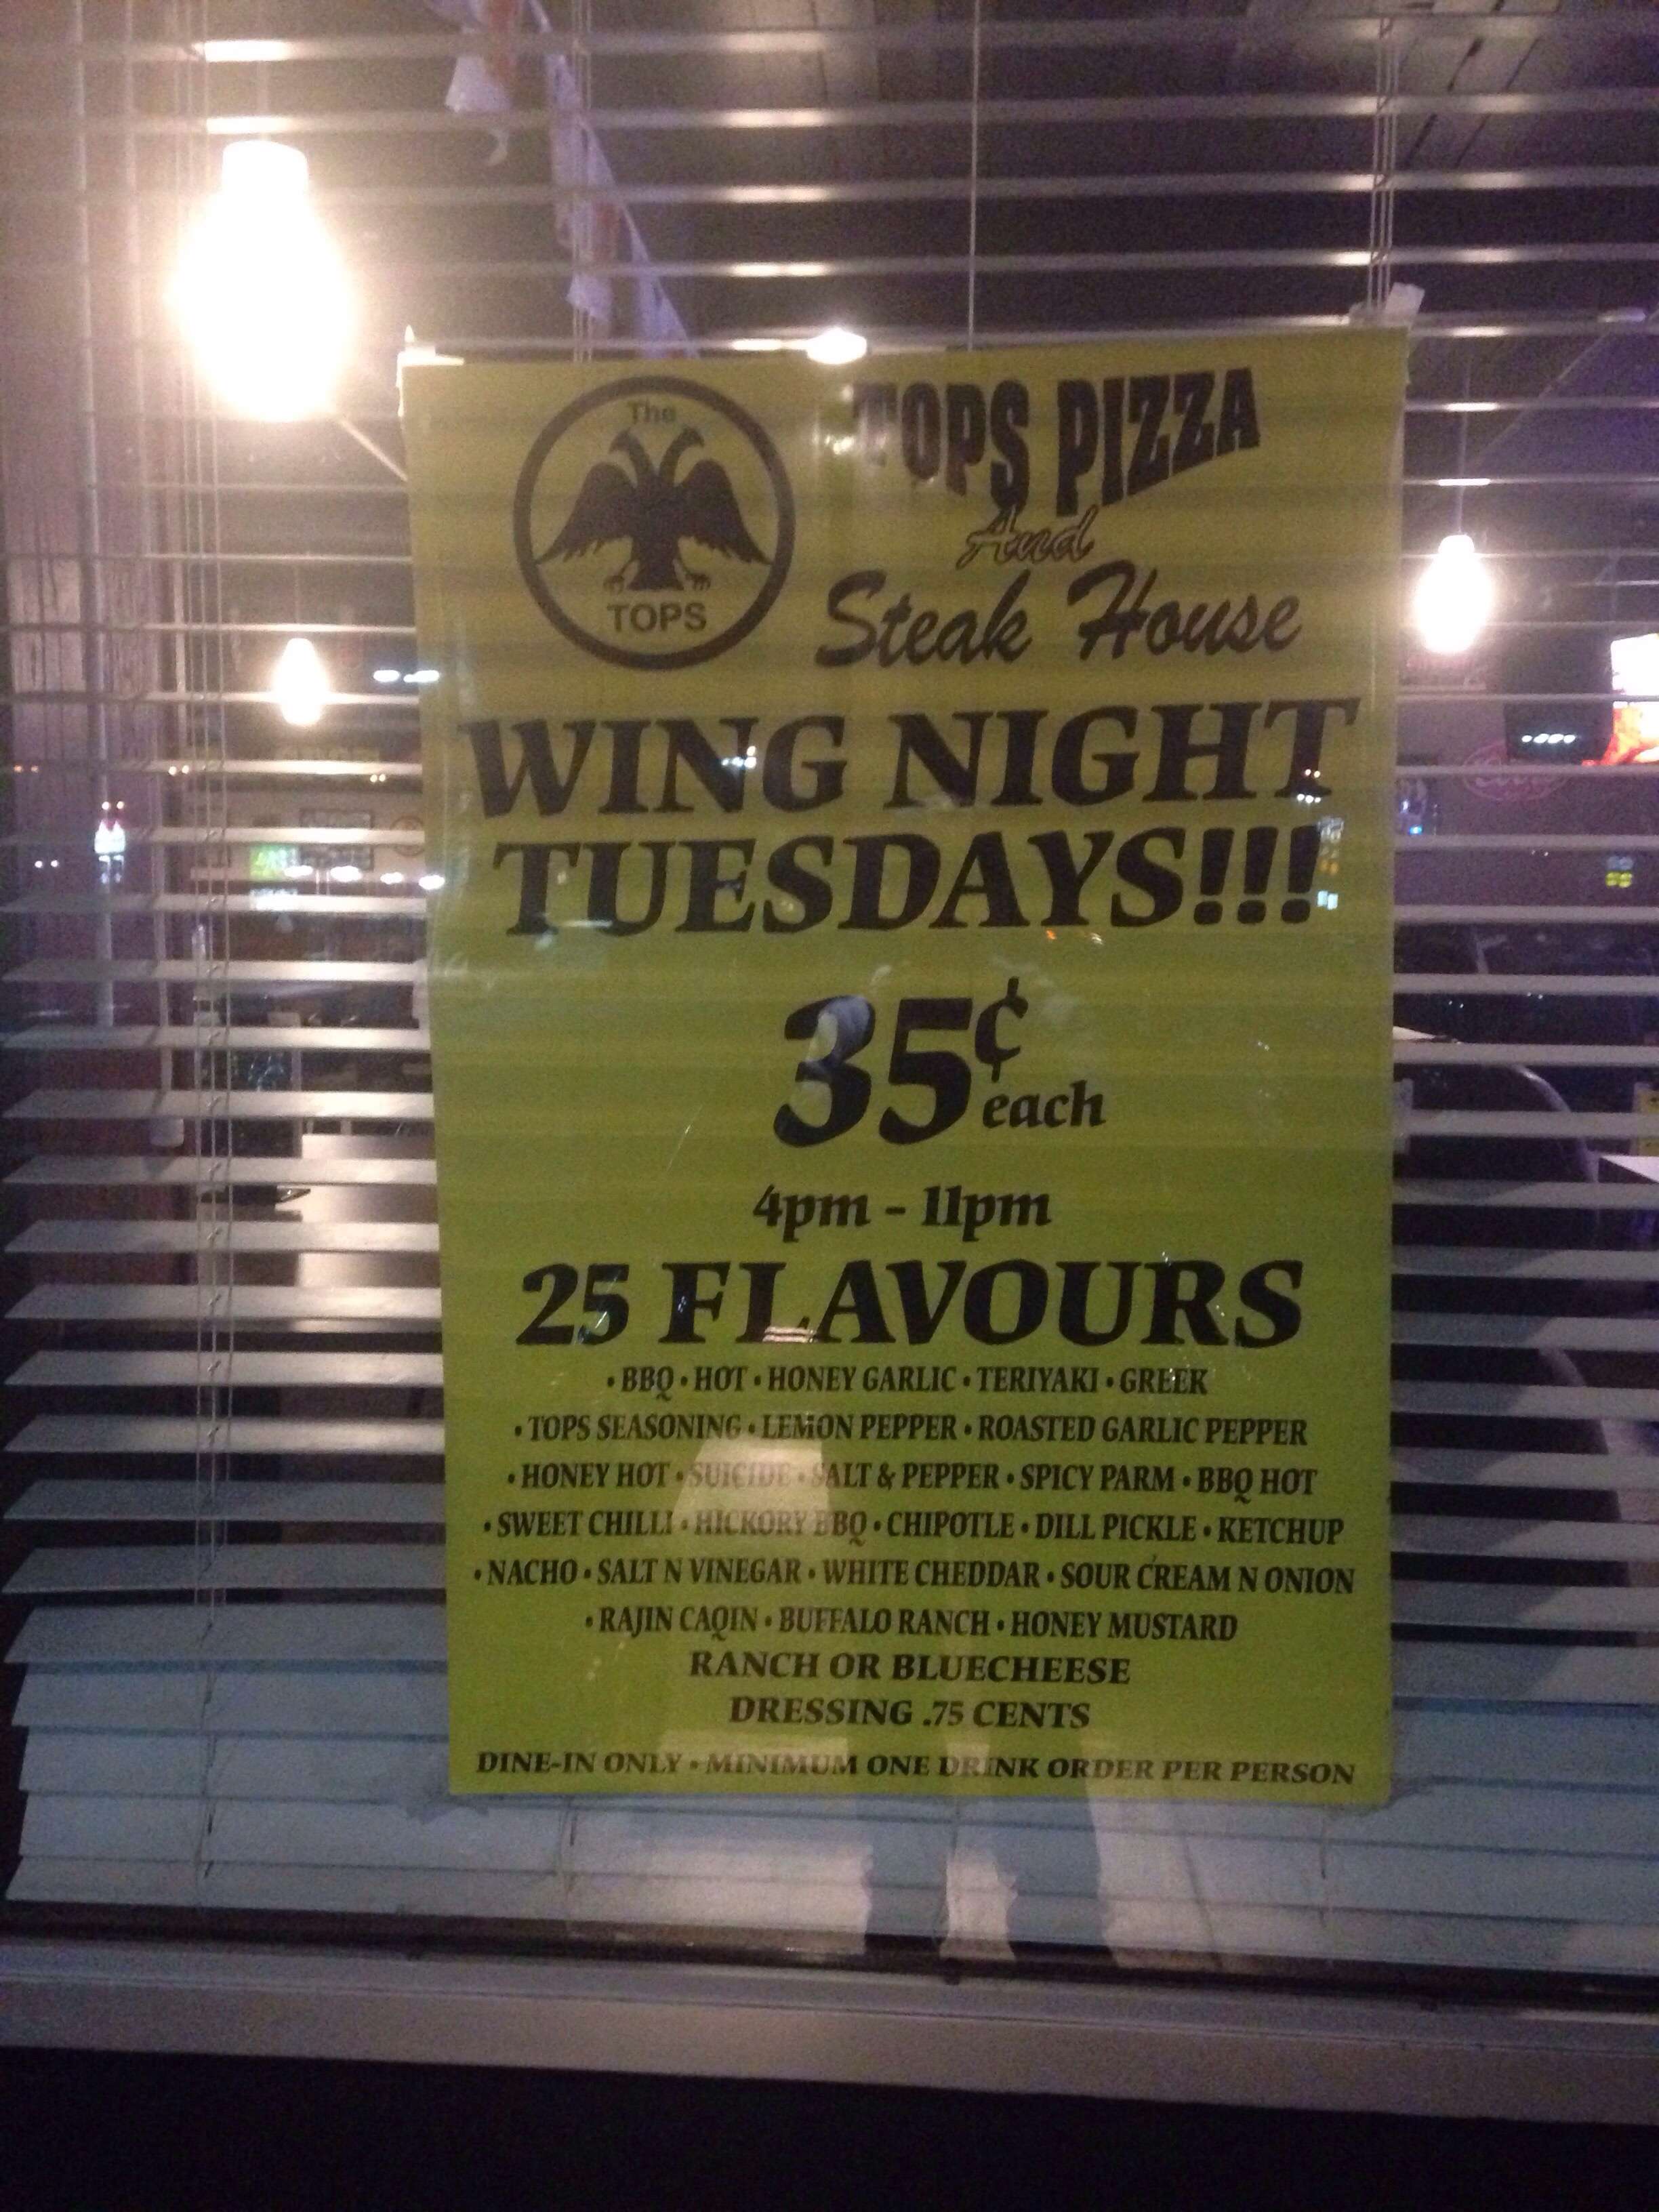 The
TOPS
TOPS PIZZA
And
Steak House
WING NIGHT
TUESDAYS!!!
35¢
each
4pm - 11pm
25 FLAVOURS
• BBQ • HOT • HONEY GARLIC • TERIYAKI • GREEK
• TOPS SEASONING • LEMON PEPPER • ROASTED GARLIC PEPPER
• HONEY HOT • SUICIDE • SALT & PEPPER • SPICY PARM • BBQ HOT
• SWEET CHILLI • HICKORY BBQ • CHIPOTLE • DILL PICKLE • KETCHUP
• NACHO • SALT N VINEGAR • WHITE CHEDDAR • SOUR CREAM N ONION
• RAJIN CAQIN • BUFFALO RANCH • HONEY MUSTARD
RANCH OR BLUECHEESE
DRESSING .75 CENTS
DINE-IN ONLY • MINIMUM ONE DRINK ORDER PER PERSON